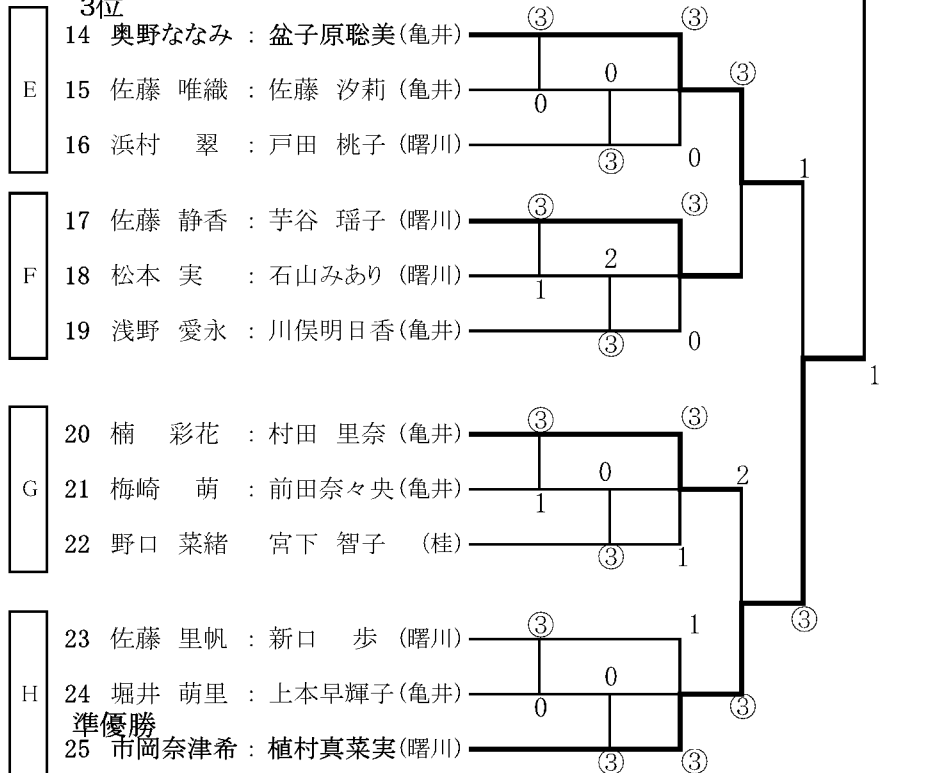 3位
14 奥野ななみ : 盆子原聡美(亀井) ③ ③
E 15 佐藤 唯織 : 佐藤 汐莉 (亀井) 0 0 ③
16 浜村 翠 : 戸田 桃子 (曙川) ③ 0
1
17 佐藤 静香 : 芋谷 瑶子 (曙川) ③ ③
F 18 松本 実 : 石山みあり (曙川) 1 2
19 浅野 愛永 : 川俣明日香(亀井) ③ 0
1
20 楠 彩花 : 村田 里奈 (亀井) ③ ③
G 21 梅崎 萌 : 前田奈々央(亀井) 1 0 2
22 野口 菜緒 宮下 智子 (桂) ③ 1
③
23 佐藤 里帆 : 新口 歩 (曙川) ③ 1
H 24 堀井 萌里 : 上本早輝子(亀井) 0 0 ③
準優勝
25 市岡奈津希 : 植村真菜実(曙川) ③ ③